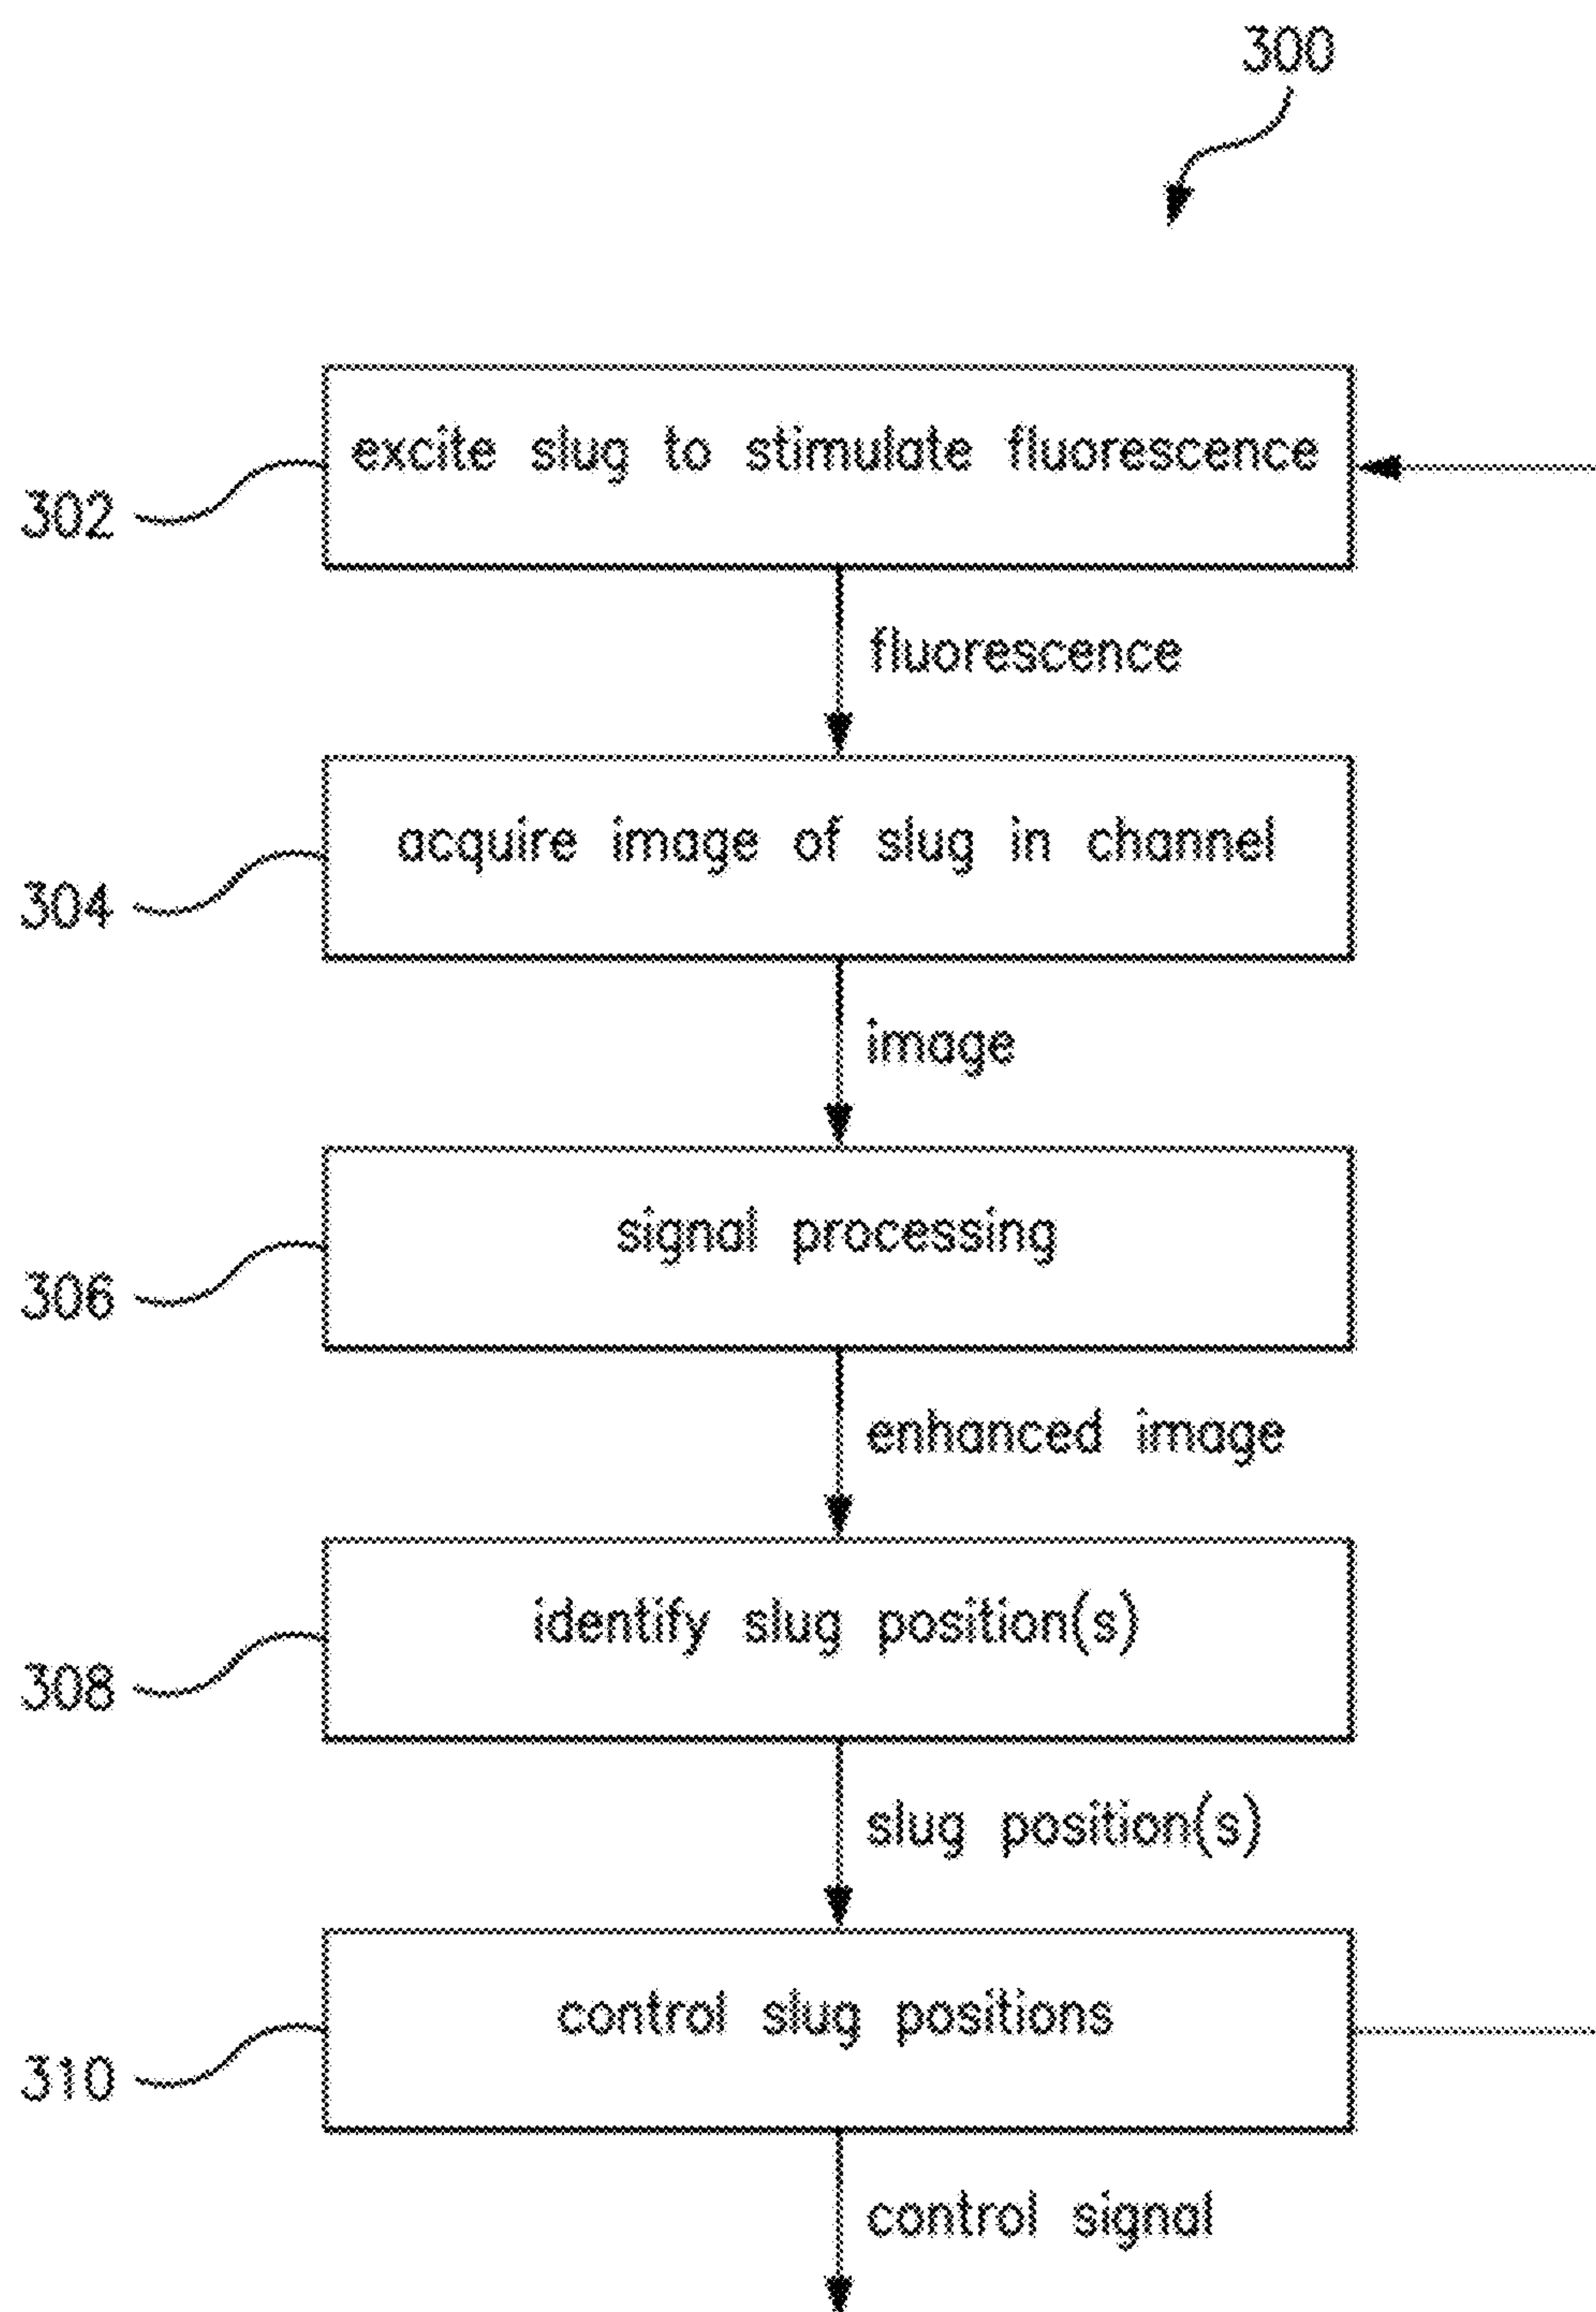 300
excite slug to stimulate fluorescence
302
fluorescence
acquire image of slug in channel
304
image
signal processing
306
enhanced image
identify slug position(s)
308
slug position(s)
control slug positions
310
control signal